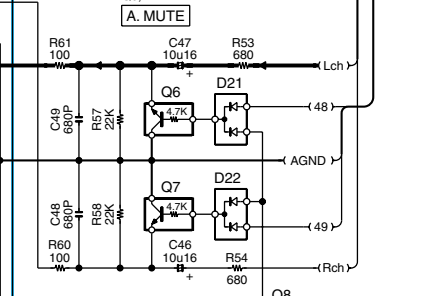 A. MUTE
R61
100
C47
10u16
+
R53
680
Lch
Q6
4.7K
D21
48
C49
680P
R57
22K
AGND
Q7
4.7K
D22
C48
680P
R58
22K
49
R60
100
C46
10u16
+
R54
680
Rch